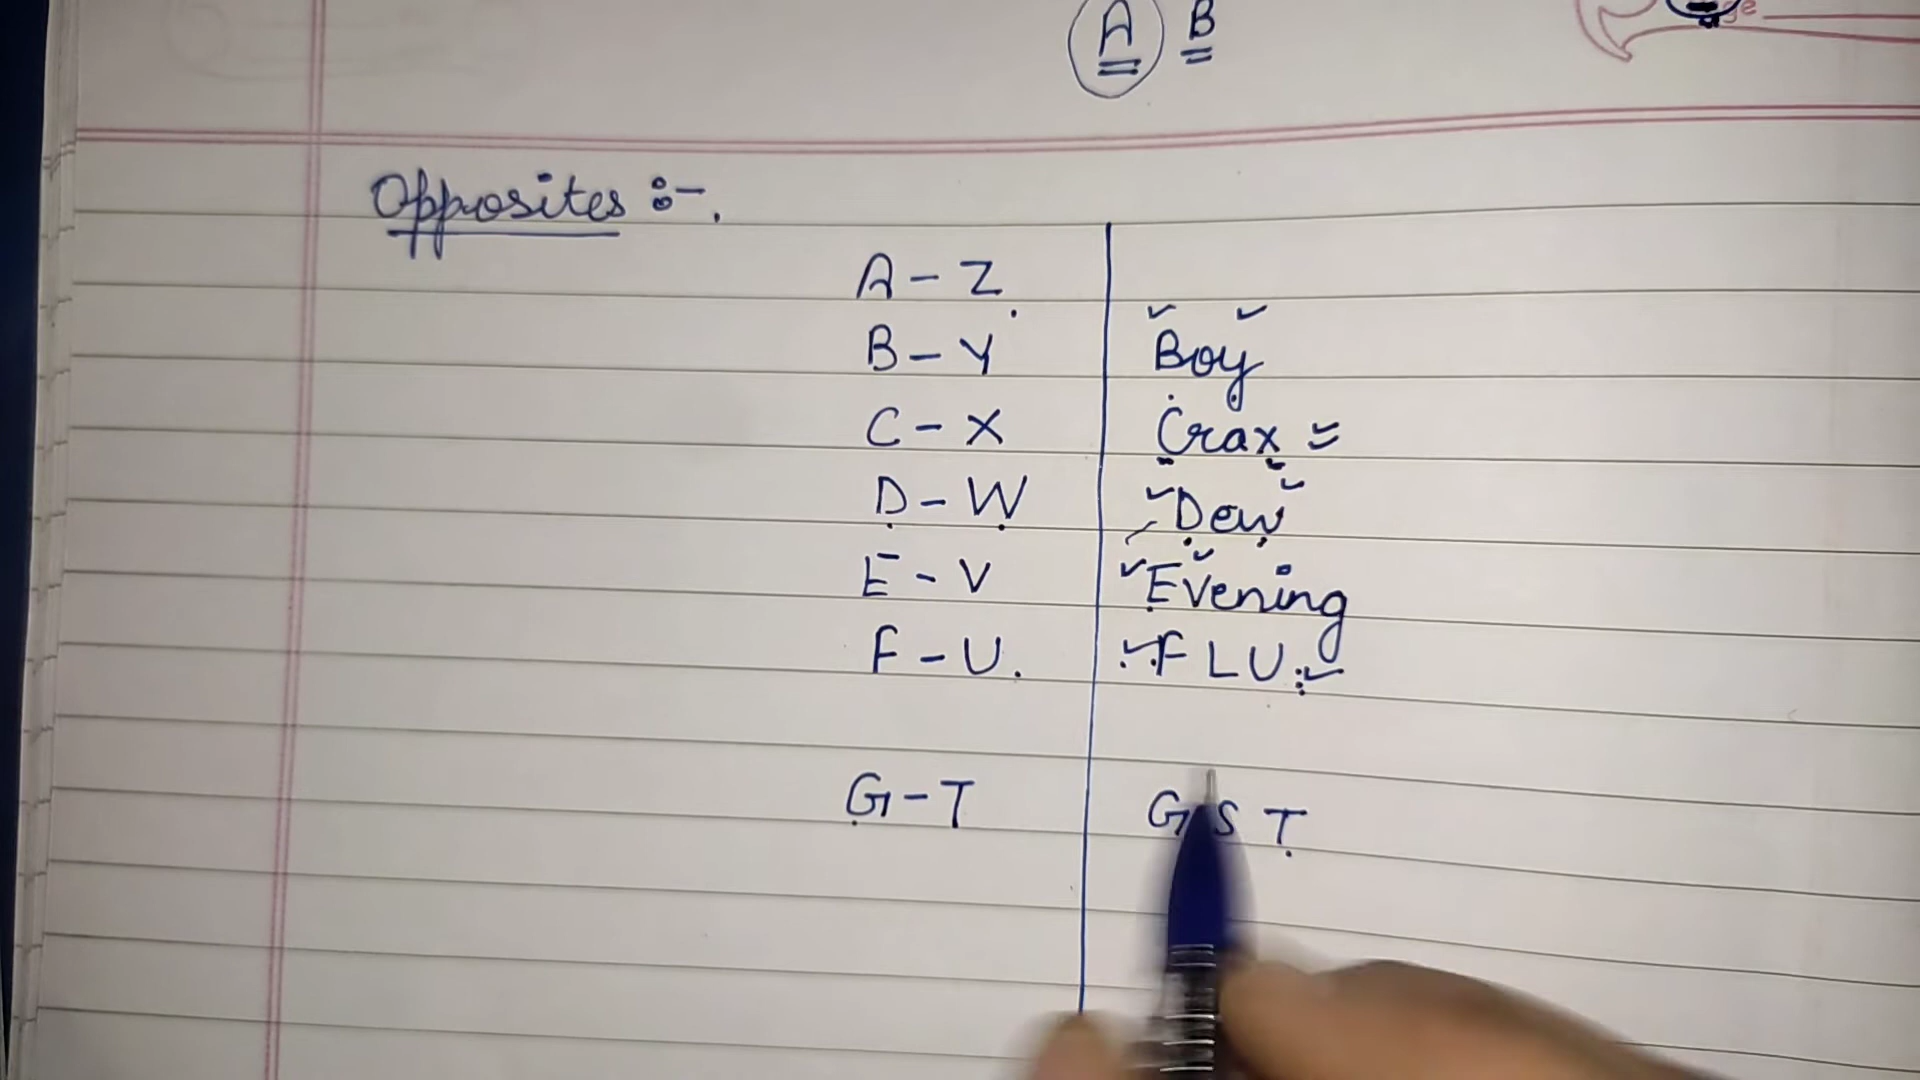 A B
Opposites :-
A - Z
B - Y Boy
C - X Crax
D - W Dew
E - V Evening
F - U. FLU
G - T G S T